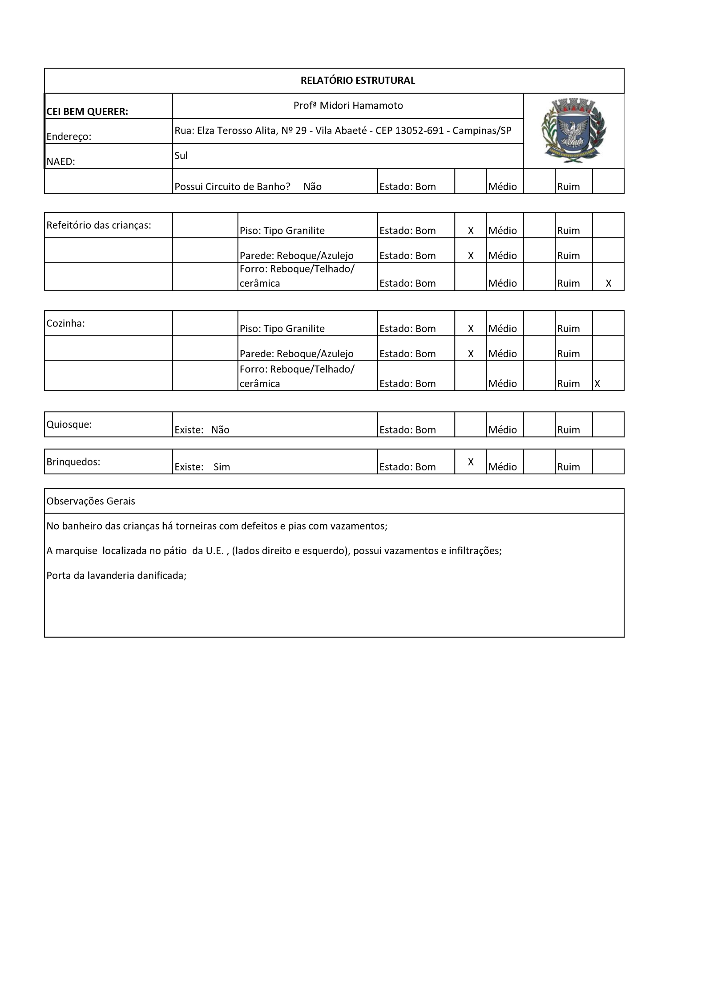 RELATÓRIO ESTRUTURAL
CEI BEM QUERER: Profª Midori Hamamoto
Endereço: Rua: Elza Terosso Alita, Nº 29 - Vila Abaeté - CEP 13052-691 - Campinas/SP
NAED: Sul
Possui Circuito de Banho? Não Estado: Bom Médio Ruim
Refeitório das crianças: Piso: Tipo Granilite Estado: Bom X Médio Ruim
Parede: Reboque/Azulejo Estado: Bom X Médio Ruim
Forro: Reboque/Telhado/
cerâmica Estado: Bom Médio Ruim X
Cozinha: Piso: Tipo Granilite Estado: Bom X Médio Ruim
Parede: Reboque/Azulejo Estado: Bom X Médio Ruim
Forro: Reboque/Telhado/
cerâmica Estado: Bom Médio Ruim X
Quiosque: Existe: Não Estado: Bom Médio Ruim
Brinquedos: Existe: Sim Estado: Bom X Médio Ruim
Observações Gerais
No banheiro das crianças há torneiras com defeitos e pias com vazamentos;
A marquise localizada no pátio da U.E. , (lados direito e esquerdo), possui vazamentos e infiltrações;
Porta da lavanderia danificada;